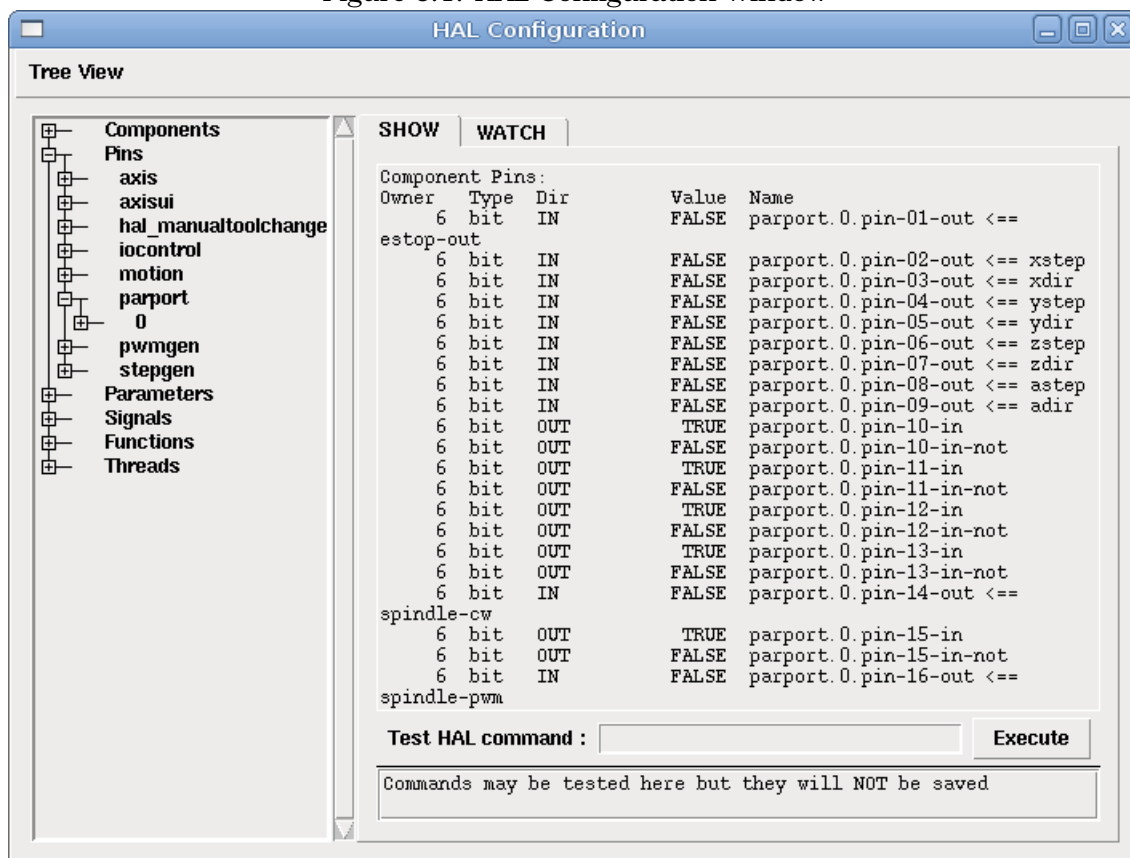 Figure 8.1: HAL Configuration Window
HAL Configuration
Tree View
Components
Pins
axis
axisui
hal_manualtoolchange
iocontrol
motion
parport
0
pwmgen
stepgen
Parameters
Signals
Functions
Threads
SHOW WATCH
Component Pins:
Owner Type Dir Value Name
6 bit IN FALSE parport.0.pin-01-out <==
estop-out
6 bit IN FALSE parport.0.pin-02-out <== xstep
6 bit IN FALSE parport.0.pin-03-out <== xdir
6 bit IN FALSE parport.0.pin-04-out <== ystep
6 bit IN FALSE parport.0.pin-05-out <== ydir
6 bit IN FALSE parport.0.pin-06-out <== zstep
6 bit IN FALSE parport.0.pin-07-out <== zdir
6 bit IN FALSE parport.0.pin-08-out <== astep
6 bit IN FALSE parport.0.pin-09-out <== adir
6 bit OUT TRUE parport.0.pin-10-in
6 bit OUT FALSE parport.0.pin-10-in-not
6 bit OUT TRUE parport.0.pin-11-in
6 bit OUT FALSE parport.0.pin-11-in-not
6 bit OUT TRUE parport.0.pin-12-in
6 bit OUT FALSE parport.0.pin-12-in-not
6 bit OUT TRUE parport.0.pin-13-in
6 bit OUT FALSE parport.0.pin-13-in-not
6 bit IN FALSE parport.0.pin-14-out <==
spindle-cw
6 bit OUT TRUE parport.0.pin-15-in
6 bit OUT FALSE parport.0.pin-15-in-not
6 bit IN FALSE parport.0.pin-16-out <==
spindle-pwm
Test HAL command : Execute
Commands may be tested here but they will NOT be saved